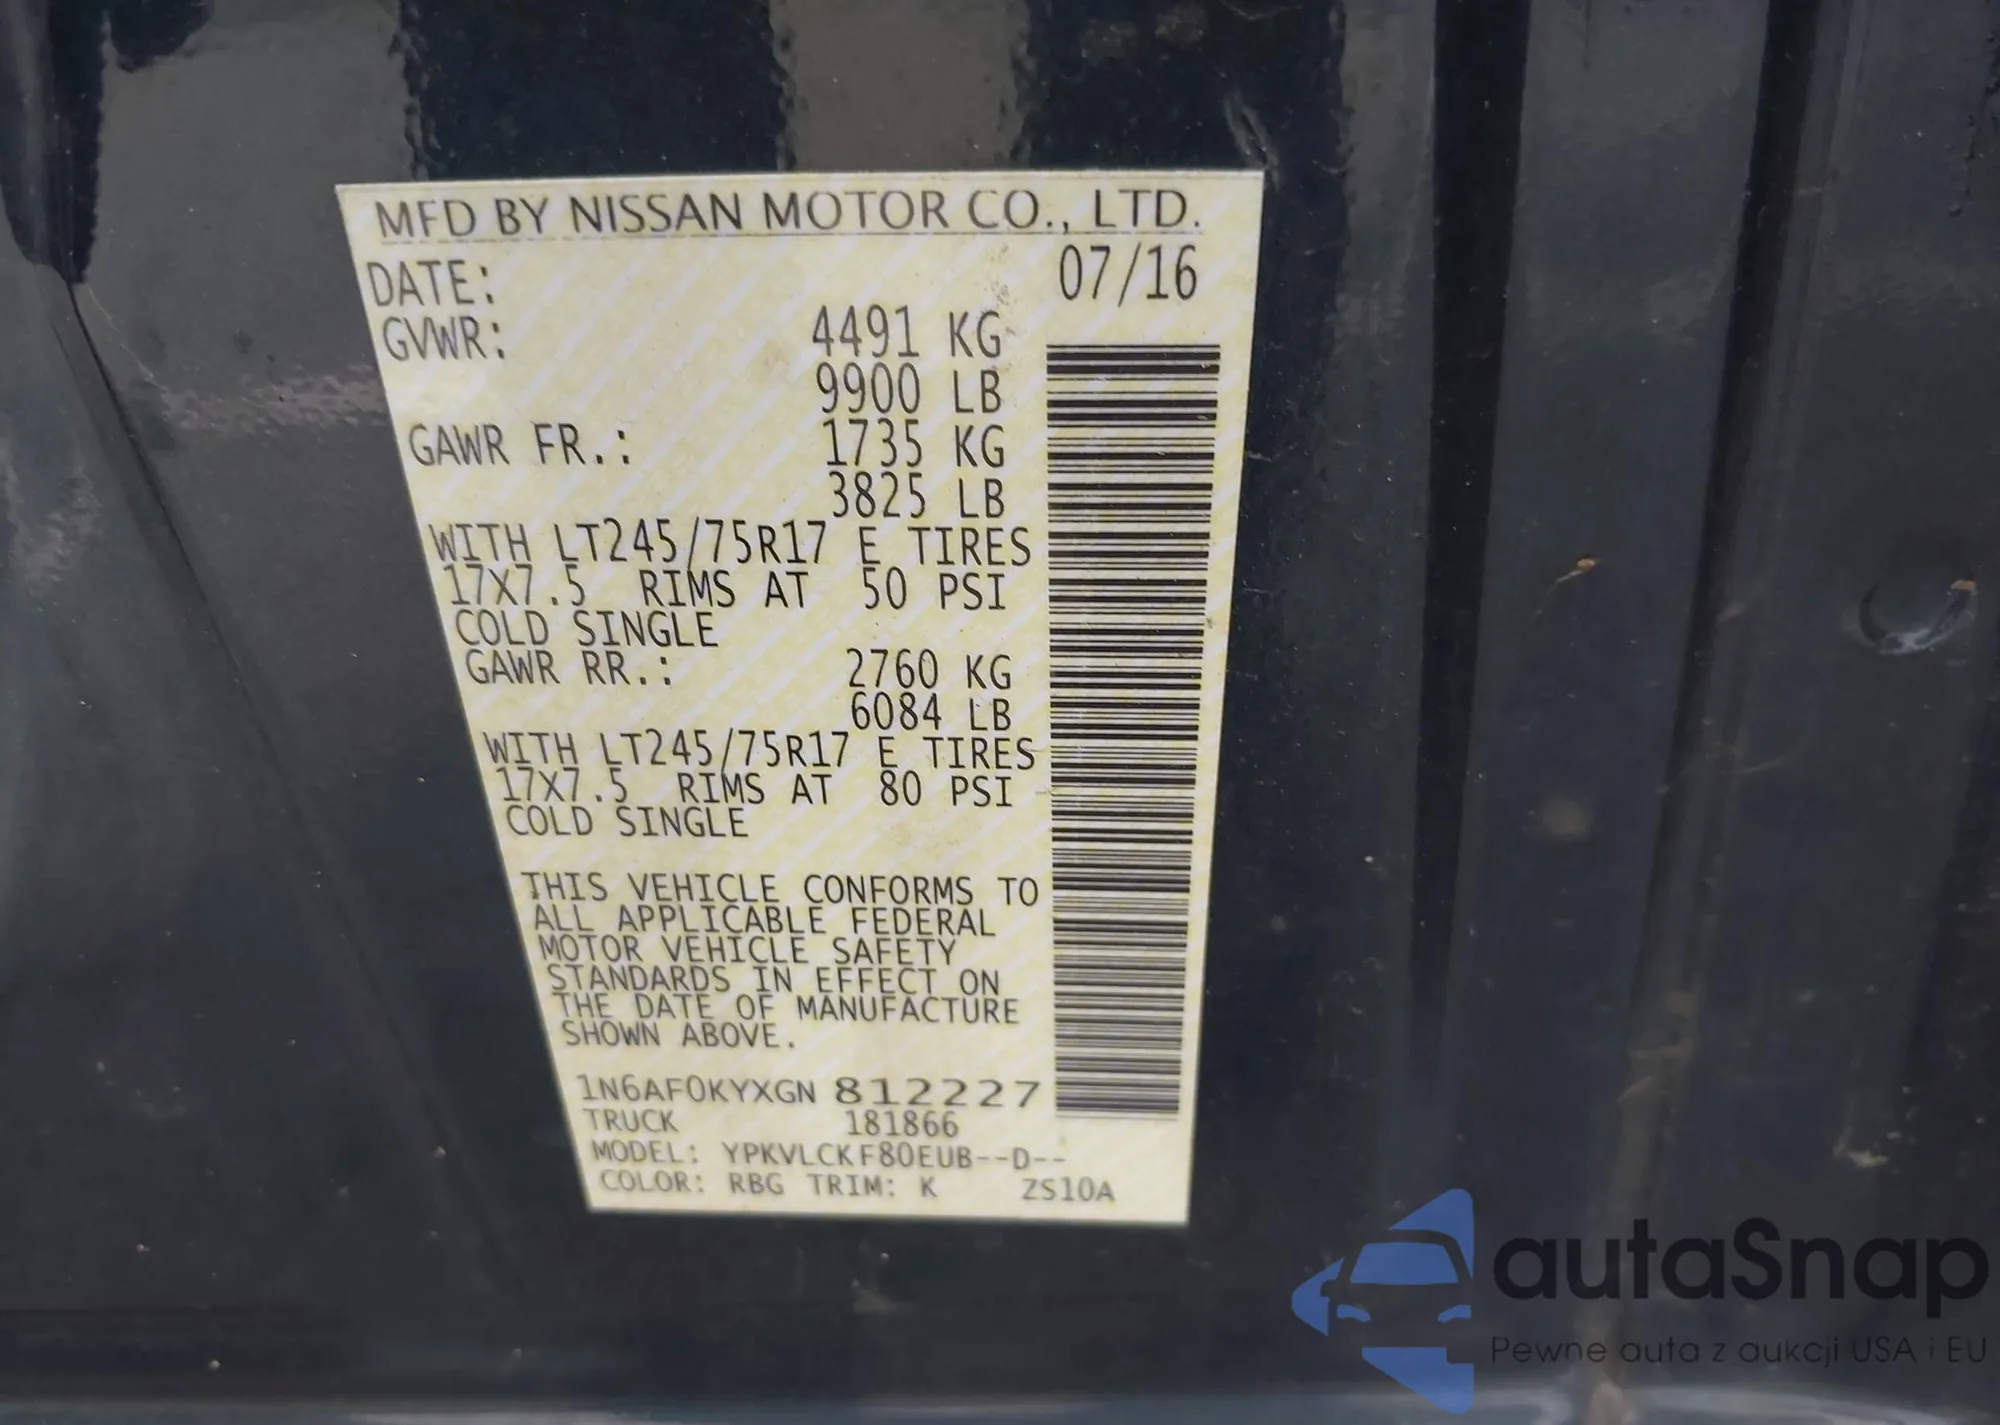 MFD BY NISSAN MOTOR CO., LTD.
DATE: 07/16
GVWR: 4491 KG
9900 LB
GAWR FR.: 1735 KG
3825 LB
WITH LT245/75R17 E TIRES
17X7.5 RIMS AT 50 PSI
COLD SINGLE
GAWR RR.: 2760 KG
6084 LB
WITH LT245/75R17 E TIRES
17X7.5 RIMS AT 80 PSI
COLD SINGLE
THIS VEHICLE CONFORMS TO
ALL APPLICABLE FEDERAL
MOTOR VEHICLE SAFETY
STANDARDS IN EFFECT ON
THE DATE OF MANUFACTURE
SHOWN ABOVE.
1N6AF0KYXGN 812227
TRUCK 181866
MODEL: YPKVLCKF80EUB--D--
COLOR: RBG TRIM: K ZS10A
autaSnap
Pewne auta z aukcji USA i EU